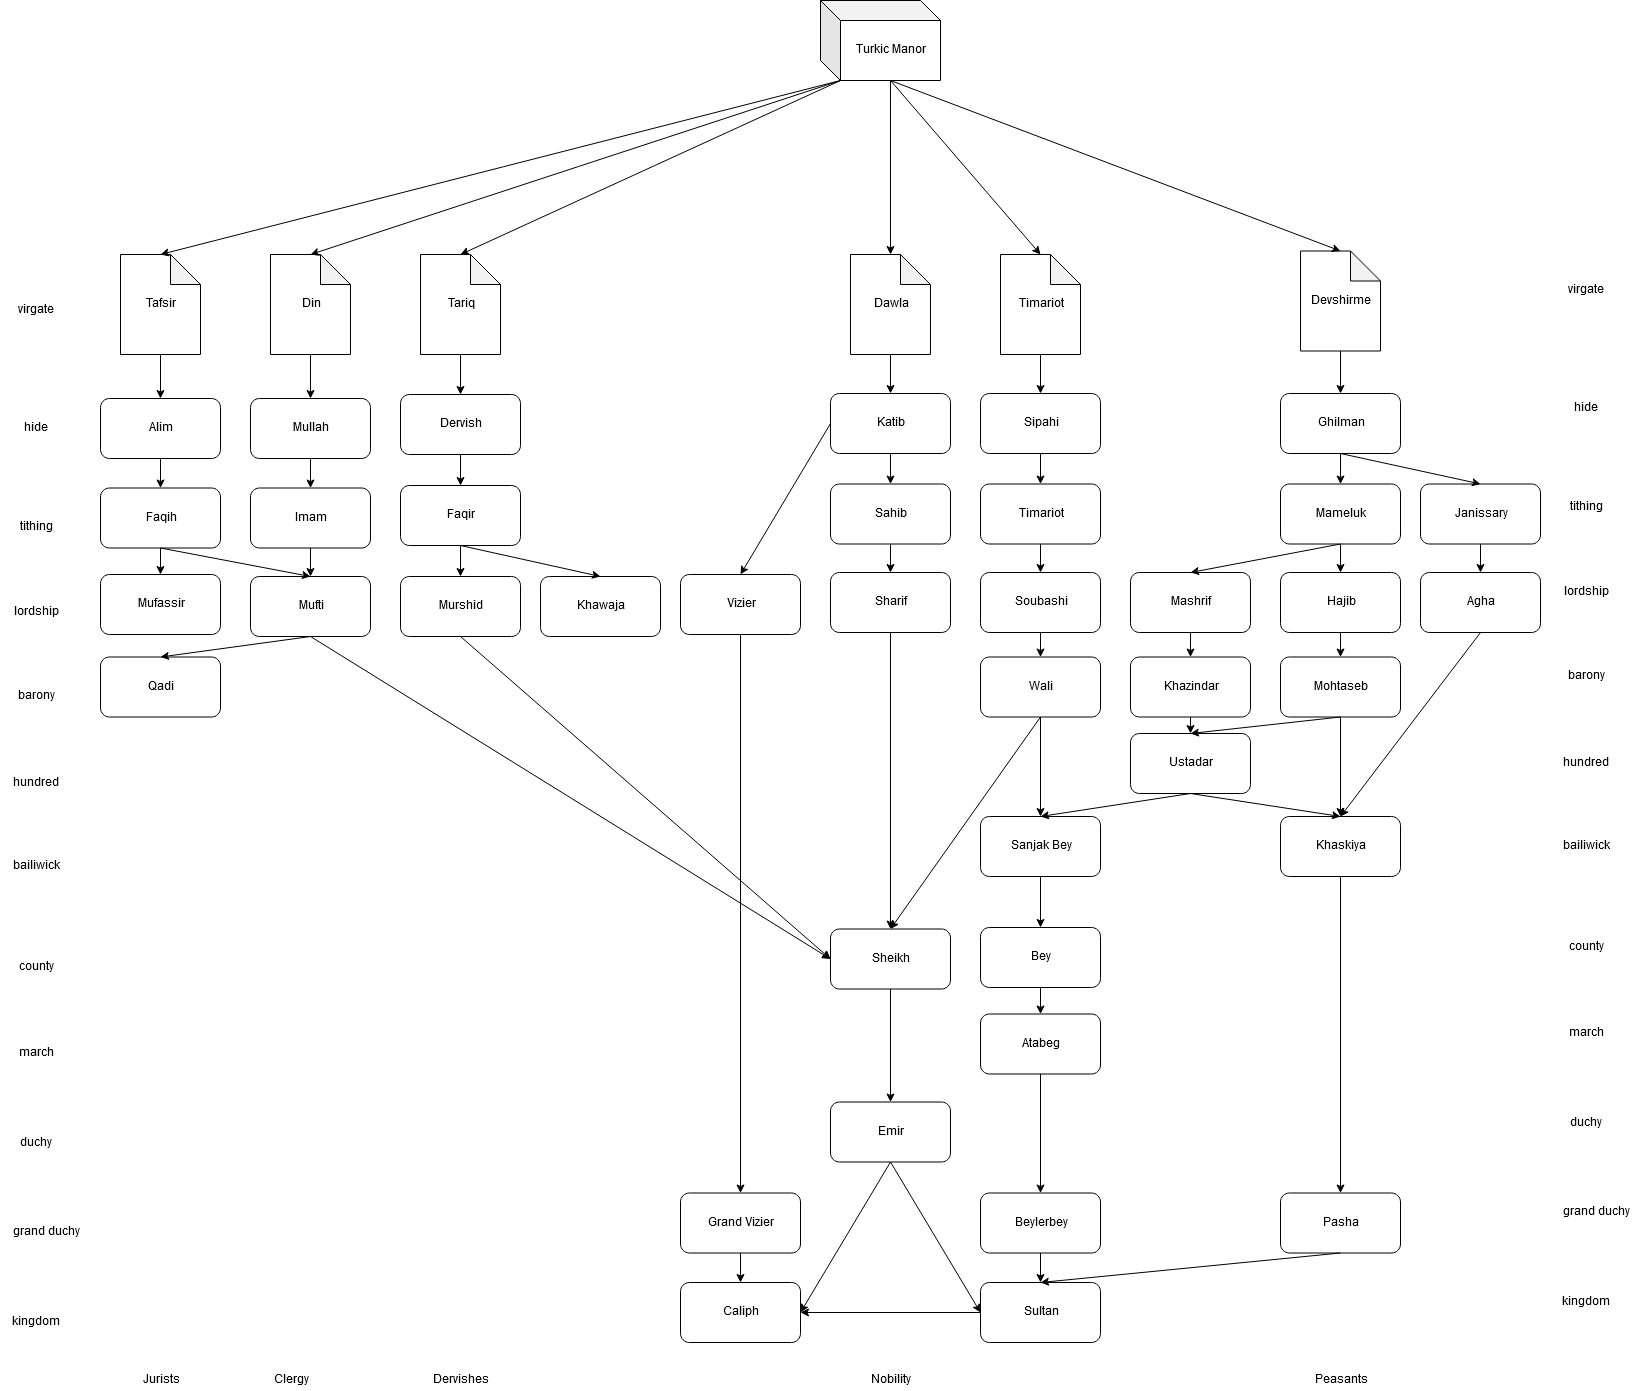 Turkic Manor
Tafsir
Din
Tariq
Dawla
Timariot
Devshirme
virgate
virgate
Alim
Mullah
Dervish
Katib
Sipahi
Ghilman
hide
hide
Faqih
Imam
Faqir
Sahib
Timariot
Mameluk
Janissary
tithing
tithing
Mufassir
Mufti
Murshid
Khawaja
Vizier
Sharif
Soubashi
Mashrif
Hajib
Agha
lordship
lordship
Qadi
Wali
Khazindar
Mohtaseb
barony
barony
Ustadar
hundred
hundred
Sanjak Bey
Khaskiya
bailiwick
bailiwick
Sheikh
Bey
county
county
Atabeg
march
march
Emir
duchy
duchy
Grand Vizier
Beylerbey
Pasha
grand duchy
grand duchy
Caliph
Sultan
kingdom
kingdom
Jurists
Clergy
Dervishes
Nobility
Peasants